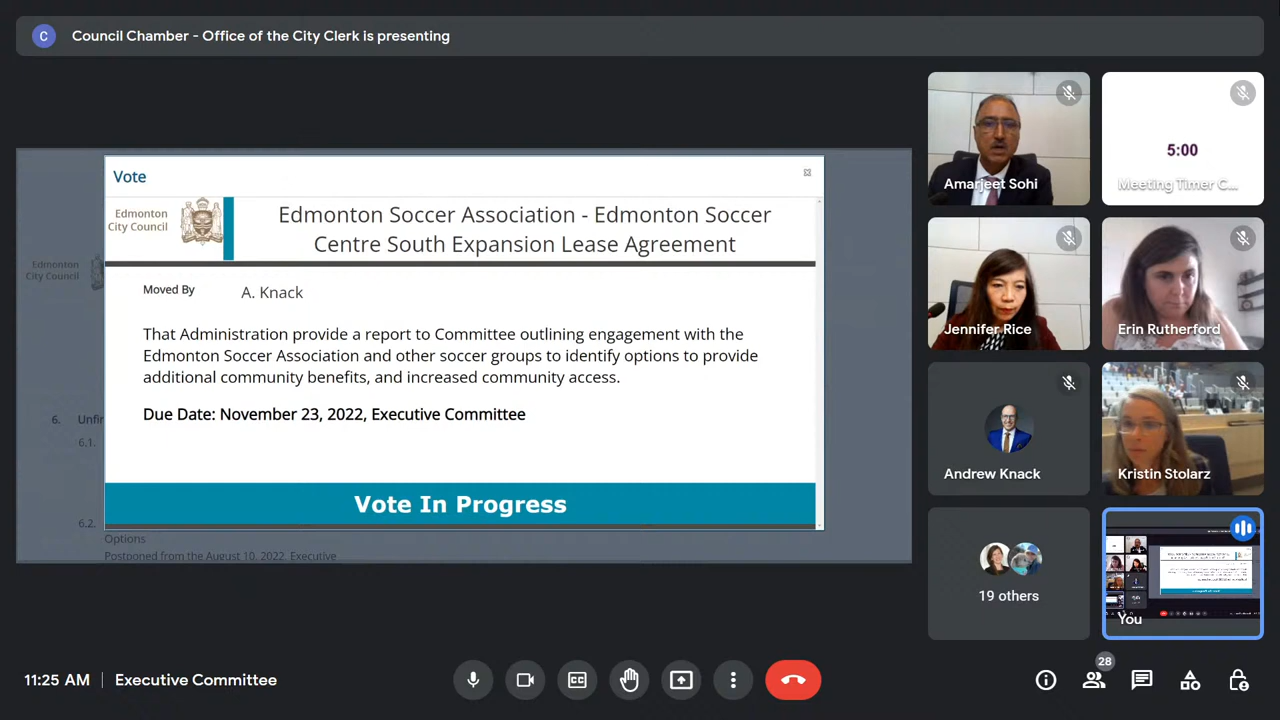 C
Council Chamber - Office of the City Clerk is presenting
Vote
Edmonton
City Council
Edmonton Soccer Association - Edmonton Soccer
Centre South Expansion Lease Agreement
Moved By
A. Knack
That Administration provide a report to Committee outlining engagement with the
Edmonton Soccer Association and other soccer groups to identify options to provide
additional community benefits, and increased community access.
Due Date: November 23, 2022, Executive Committee
Vote In Progress
Edmonton
City Council
6. Unfin
6.1.
6.2.
Options
Postponed from the August 10, 2022, Executive
Amarjeet Sohi
5:00
Meeting Timer C...
Jennifer Rice
Erin Rutherford
Andrew Knack
Kristin Stolarz
19 others
You
11:25 AM
Executive Committee
28